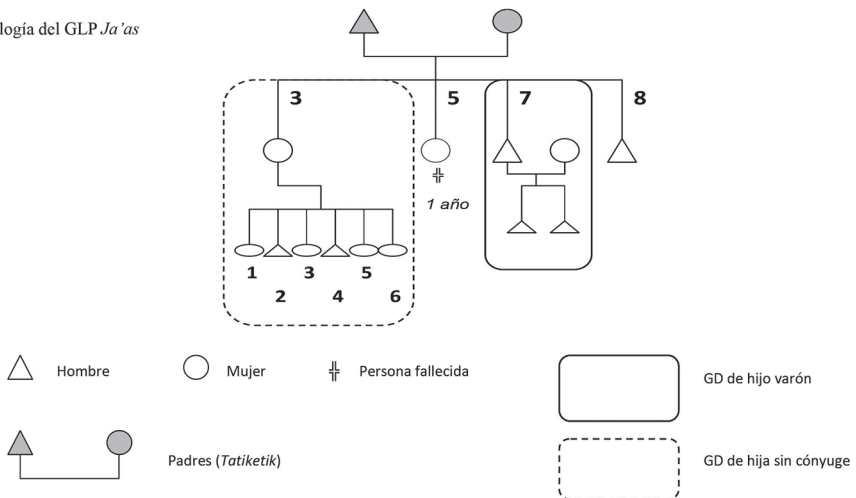 logía del GLP Ja’as
3 5 7 8
1 año
1 3 5
2 4 6
Hombre Mujer Persona fallecida
GD de hijo varón
Padres (Tatiketik)
GD de hija sin cónyuge